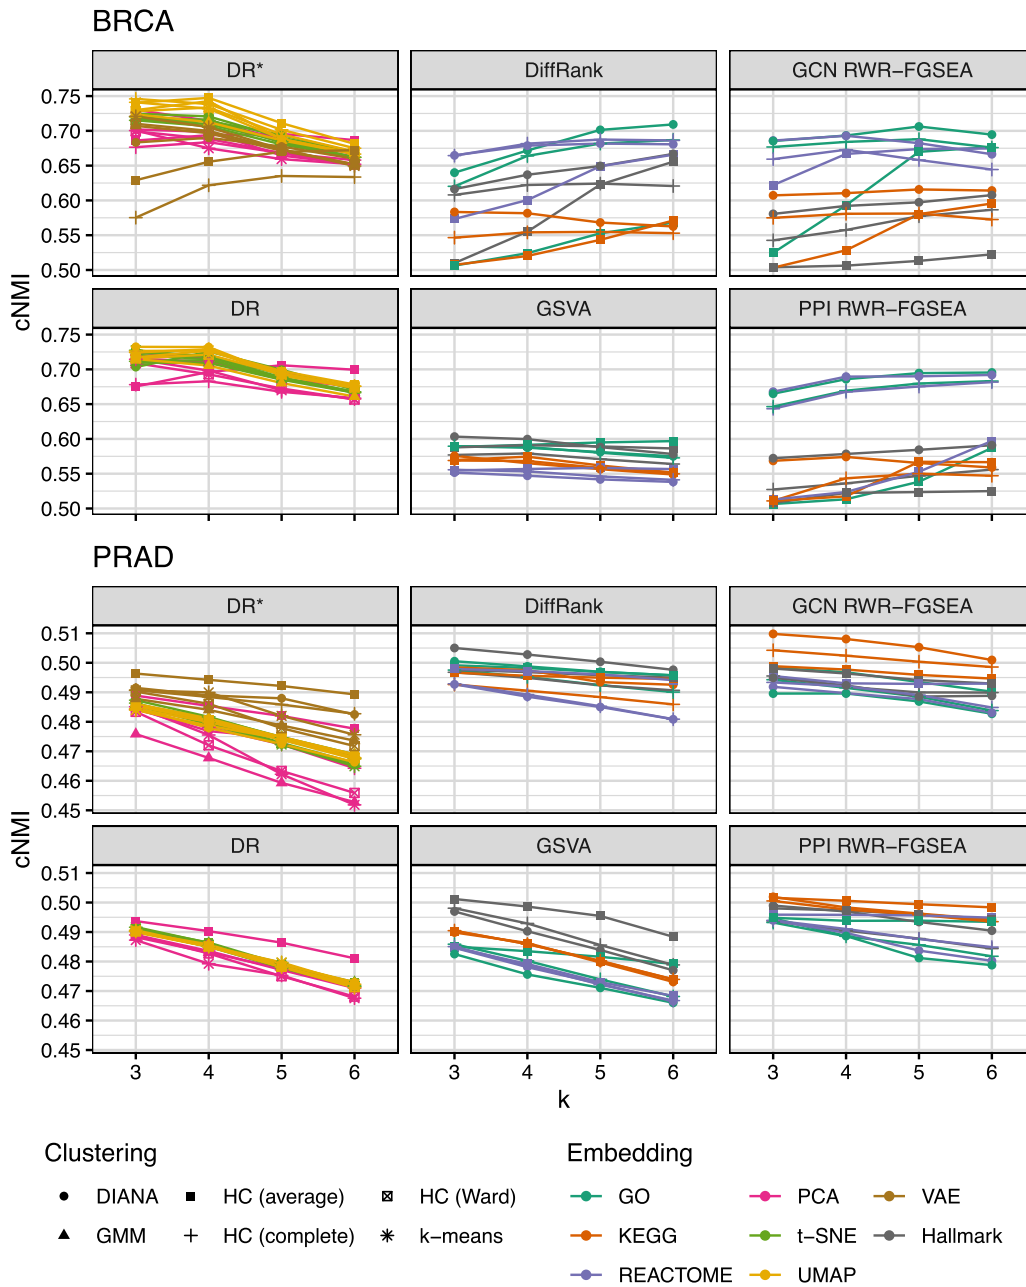 BRCA
DR*
DiffRank
GCN RWR−FGSEA
0.75
0.70
0.65
0.60
0.55
0.50
cNMI
DR
GSVA
PPI RWR−FGSEA
0.75
0.70
0.65
0.60
0.55
0.50
PRAD
DR*
DiffRank
GCN RWR−FGSEA
0.51
0.50
0.49
0.48
0.47
0.46
0.45
cNMI
DR
GSVA
PPI RWR−FGSEA
0.51
0.50
0.49
0.48
0.47
0.46
0.45
3 4 5 6
3 4 5 6
3 4 5 6
k
Clustering
DIANA
HC (average)
HC (Ward)
GMM
HC (complete)
k−means
Embedding
GO
PCA
VAE
KEGG
t−SNE
Hallmark
REACTOME
UMAP